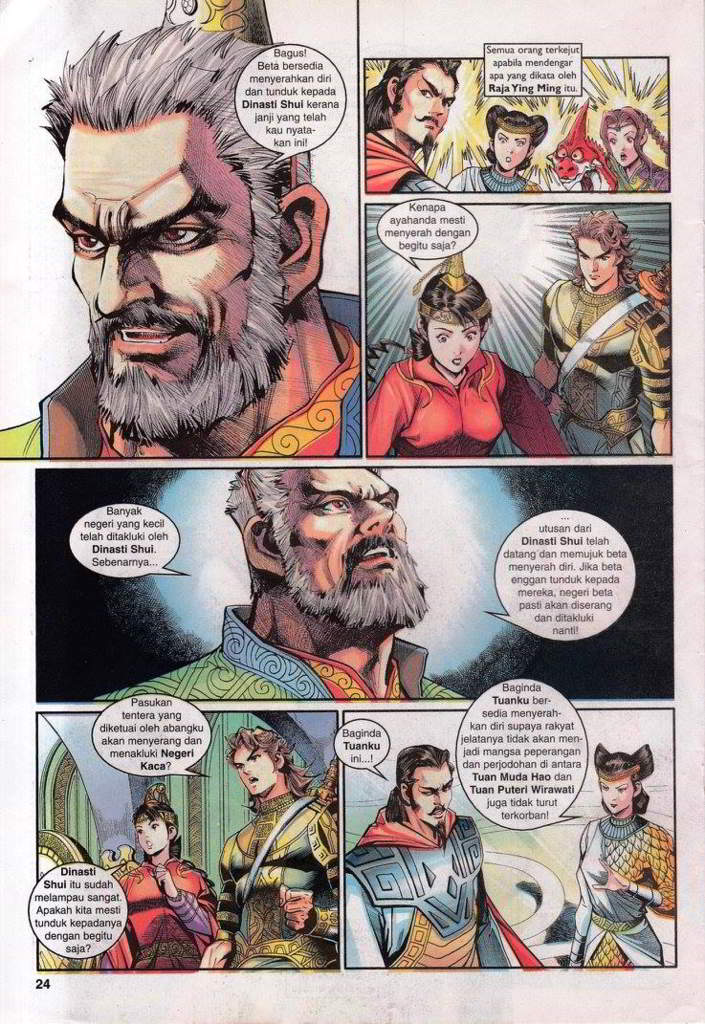 Bagus!
Beta bersedia
menyerahkan diri
dan tunduk kepada
Dinasti Shui kerana
janji yang telah
kau nyata-
kan ini!
Semua orang terkejut
apabila mendengar
apa yang dikata oleh
Raja Ying Ming itu.
Kenapa
ayahanda mesti
menyerah dengan
begitu saja?
Banyak
negeri yang kecil
telah ditakluki oleh
Dinasti Shui.
Sebenarnya...
...
utusan dari
Dinasti Shui telah
datang dan memujuk beta
menyerah diri. Jika beta
enggan tunduk kepada
mereka, negeri beta
pasti akan diserang
dan ditakluki
nanti!
Pasukan
tentera yang
diketuai oleh abangku
akan menyerang dan
menakluki Negeri
Kaca?
Dinasti
Shui itu sudah
melampau sangat.
Apakah kita mesti
tunduk kepadanya
dengan begitu
saja?
Baginda
Tuanku
ini...!
Baginda
Tuanku ber-
sedia menyerah-
kan diri supaya rakyat
jelatanya tidak akan men-
jadi mangsa peperangan
dan perjodohan di antara
Tuan Muda Hao dan
Tuan Puteri Wirawati
juga tidak turut
terkorban!
24